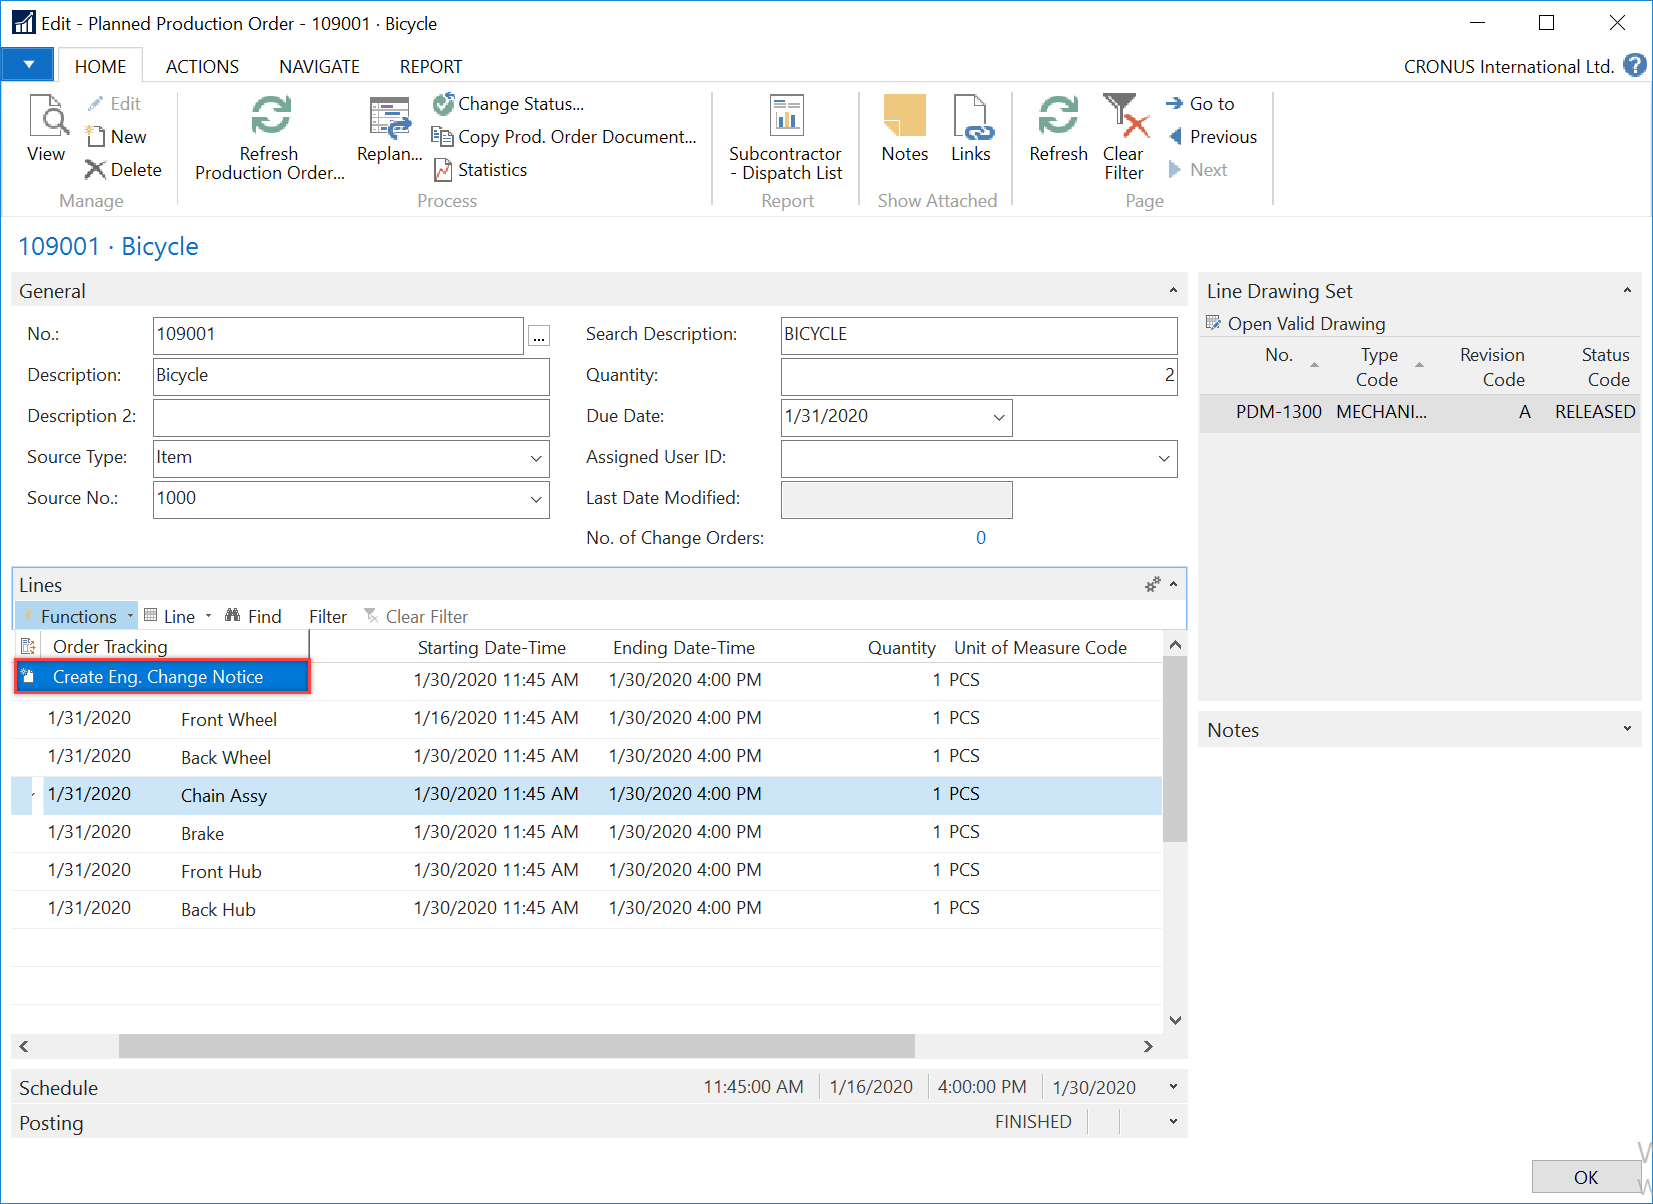 Edit - Planned Production Order - 109001 · Bicycle
HOME ACTIONS NAVIGATE REPORT CRONUS International Ltd. ?
View
Edit
New
Delete
Manage
Refresh
Production Order...
Replan...
Change Status...
Copy Prod. Order Document...
Statistics
Process
Subcontractor
- Dispatch List
Report
Notes
Links
Show Attached
Refresh
Clear
Filter
Go to
Previous
Next
Page
109001 · Bicycle
General
No.: 109001 ...
Description: Bicycle
Description 2:
Source Type: Item
Source No.: 1000
Search Description: BICYCLE
Quantity: 2
Due Date: 1/31/2020
Assigned User ID:
Last Date Modified:
No. of Change Orders: 0
Lines
Functions Line Find Filter Clear Filter
Order Tracking
Create Eng. Change Notice
Starting Date-Time Ending Date-Time Quantity Unit of Measure Code
1/30/2020 11:45 AM 1/30/2020 4:00 PM 1 PCS
1/31/2020 Front Wheel 1/16/2020 11:45 AM 1/30/2020 4:00 PM 1 PCS
1/31/2020 Back Wheel 1/30/2020 11:45 AM 1/30/2020 4:00 PM 1 PCS
1/31/2020 Chain Assy 1/30/2020 11:45 AM 1/30/2020 4:00 PM 1 PCS
1/31/2020 Brake 1/30/2020 11:45 AM 1/30/2020 4:00 PM 1 PCS
1/31/2020 Front Hub 1/30/2020 11:45 AM 1/30/2020 4:00 PM 1 PCS
1/31/2020 Back Hub 1/30/2020 11:45 AM 1/30/2020 4:00 PM 1 PCS
Schedule 11:45:00 AM 1/16/2020 4:00:00 PM 1/30/2020
Posting FINISHED
Line Drawing Set
Open Valid Drawing
No. Type Code Revision Code Status Code
PDM-1300 MECHANI... A RELEASED
Notes
OK